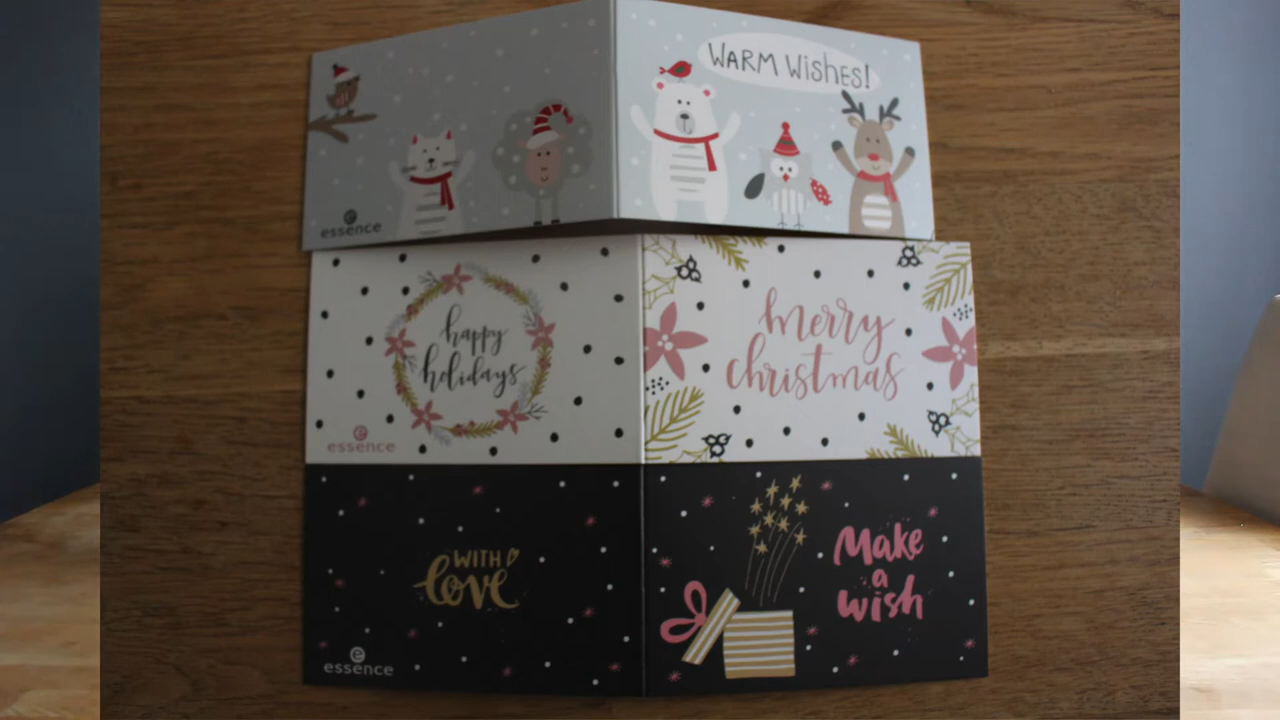 WARM WISHES!
essence
happy
holidays
essence
merry
christmas
WITH
love
essence
Make
a
wish